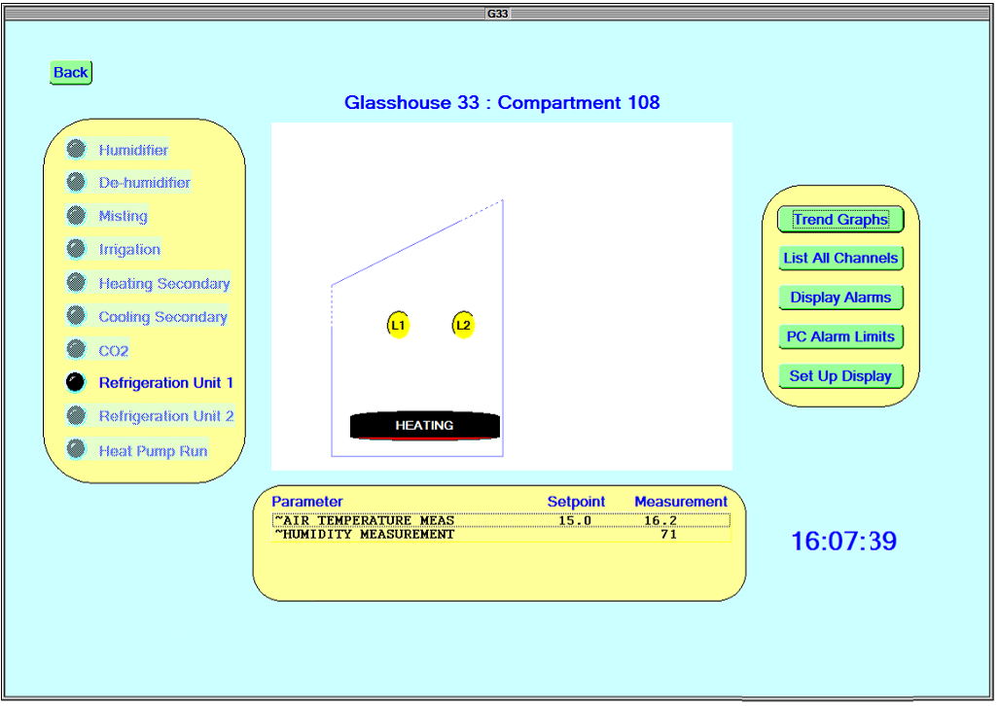 G33
Back
Glasshouse 33 : Compartment 108
Humidifier
De-humidifier
Misting
Irrigation
Heating Secondary
Cooling Secondary
CO2
Refrigeration Unit 1
Refrigeration Unit 2
Heat Pump Run
L1 L2
HEATING
Trend Graphs
List All Channels
Display Alarms
PC Alarm Limits
Set Up Display
Parameter Setpoint Measurement
~AIR TEMPERATURE MEAS 15.0 16.2
~HUMIDITY MEASUREMENT 71
16:07:39